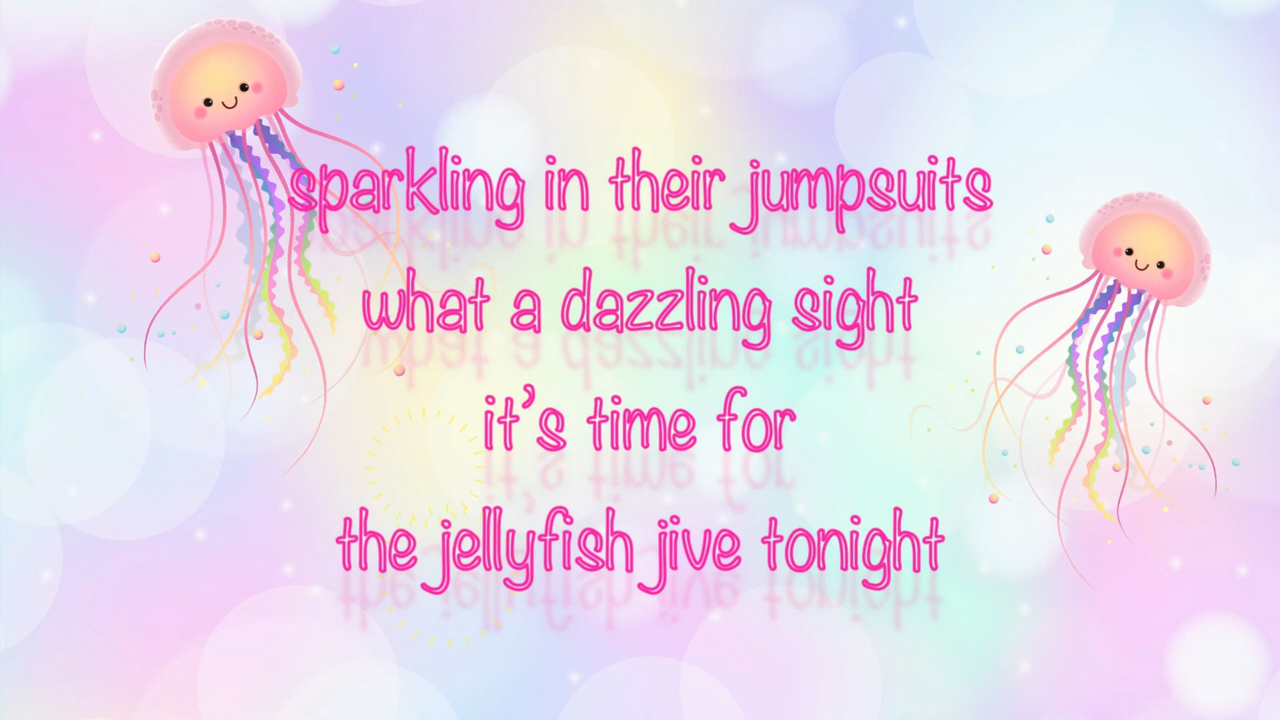 sparkling in their jumpsuits
what a dazzling sight
it's time for
the jellyfish jive tonight